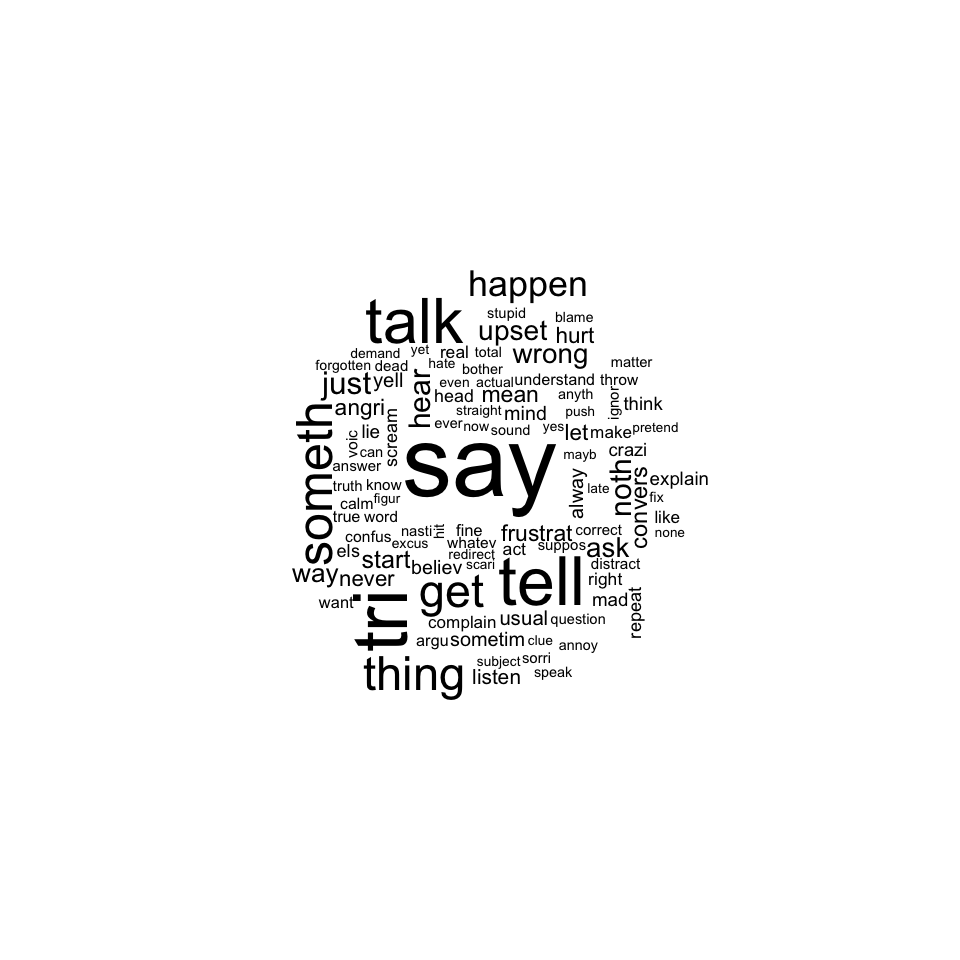 happen
talk
stupid
blame
upset
hurt
demand
yet
real
total
wrong
forgotten
dead
hate
bother
matter
just
yell
hear
even
actual
understand
throw
head
mean
anyth
ignor
think
angri
scream
straight
mind
push
someth
voic
lie
ever
now
sound
yes
let
make
pretend
can
say
mayb
crazi
answer
noth
convers
explain
truth
know
alway
late
fix
calm
figur
true
word
like
none
confus
nasti
hit
fine
frustrat
correct
excus
whatev
els
start
redirect
act
suppos
ask
way
never
believ
scari
distract
tri
get
tell
right
want
mad
repeat
complain
usual
question
argu
sometim
clue
annoy
thing
subject
sorri
listen
speak